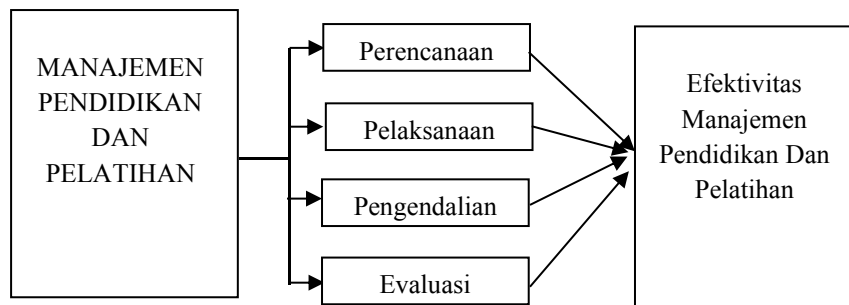 MANAJEMEN
PENDIDIKAN
DAN
PELATIHAN
Perencanaan
Pelaksanaan
Pengendalian
Evaluasi
Efektivitas
Manajemen
Pendidikan Dan
Pelatihan